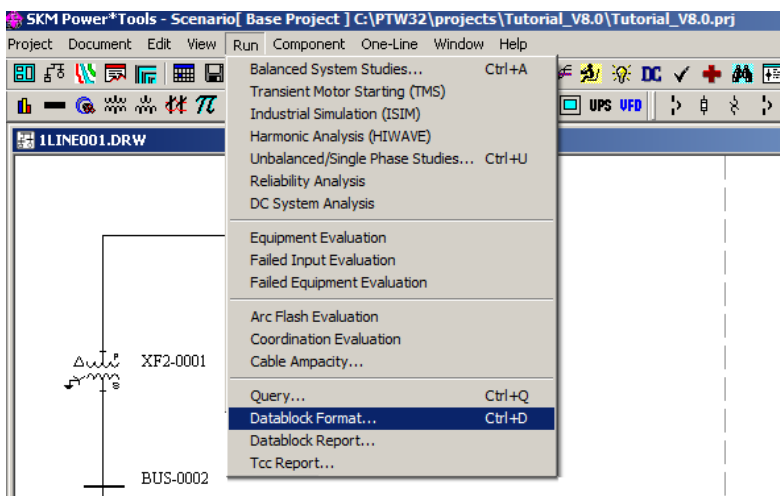 SKM Power*Tools - Scenario[ Base Project ] C:\PTW32\projects\Tutorial_V8.0\Tutorial_V8.0.prj
Project Document Edit View Run Component One-Line Window Help
DC
UPS VFD
1LINE001.DRW
Balanced System Studies... Ctrl+A
Transient Motor Starting (TMS)
Industrial Simulation (ISIM)
Harmonic Analysis (HIWAVE)
Unbalanced/Single Phase Studies... Ctrl+U
Reliability Analysis
DC System Analysis
Equipment Evaluation
Failed Input Evaluation
Failed Equipment Evaluation
Arc Flash Evaluation
Coordination Evaluation
Cable Ampacity...
Query... Ctrl+Q
Datablock Format... Ctrl+D
Datablock Report...
Tcc Report...
P
XF2-0001
S
BUS-0002